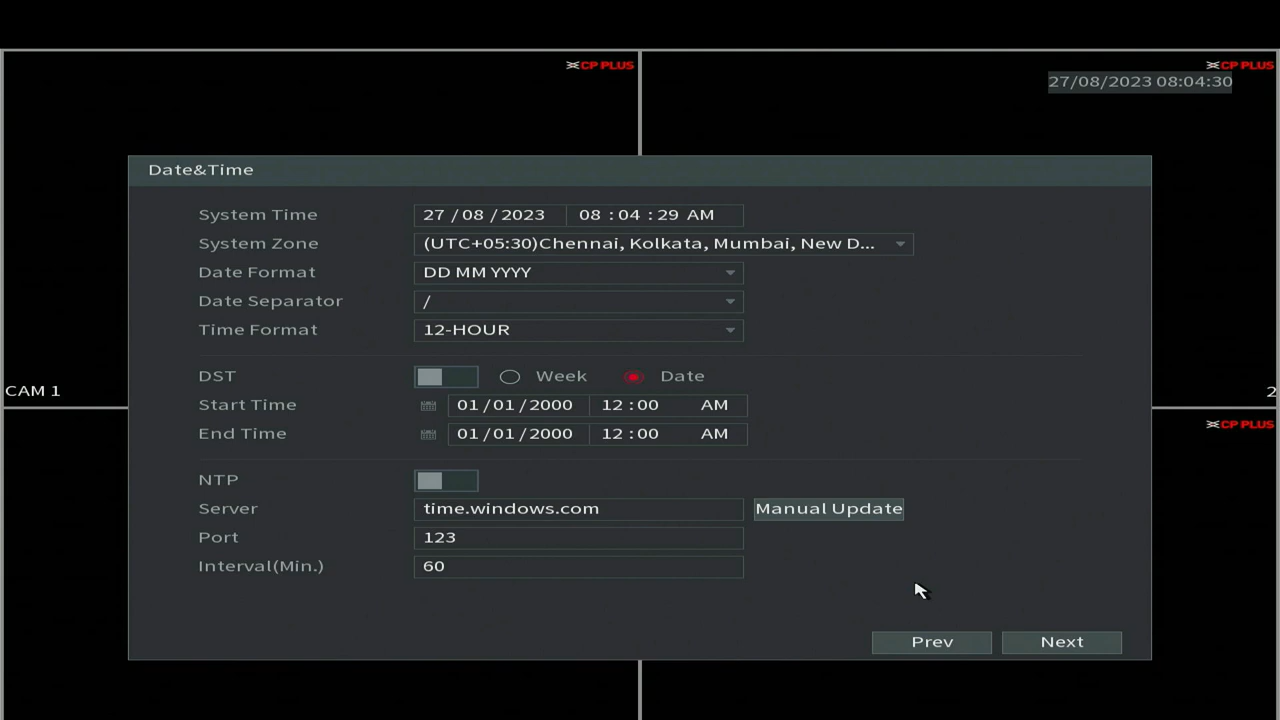 CP PLUS
CP PLUS
27/08/2023 08:04:30
Date&Time
System Time 27 / 08 / 2023 08 : 04 : 29 AM
System Zone (UTC+05:30)Chennai, Kolkata, Mumbai, New D...
Date Format DD MM YYYY
Date Separator /
Time Format 12-HOUR
DST Week Date
CAM 1
2
Start Time 01 / 01 / 2000 12 : 00 AM
End Time 01 / 01 / 2000 12 : 00 AM
CP PLUS
NTP
Server time.windows.com Manual Update
Port 123
Interval(Min.) 60
Prev Next